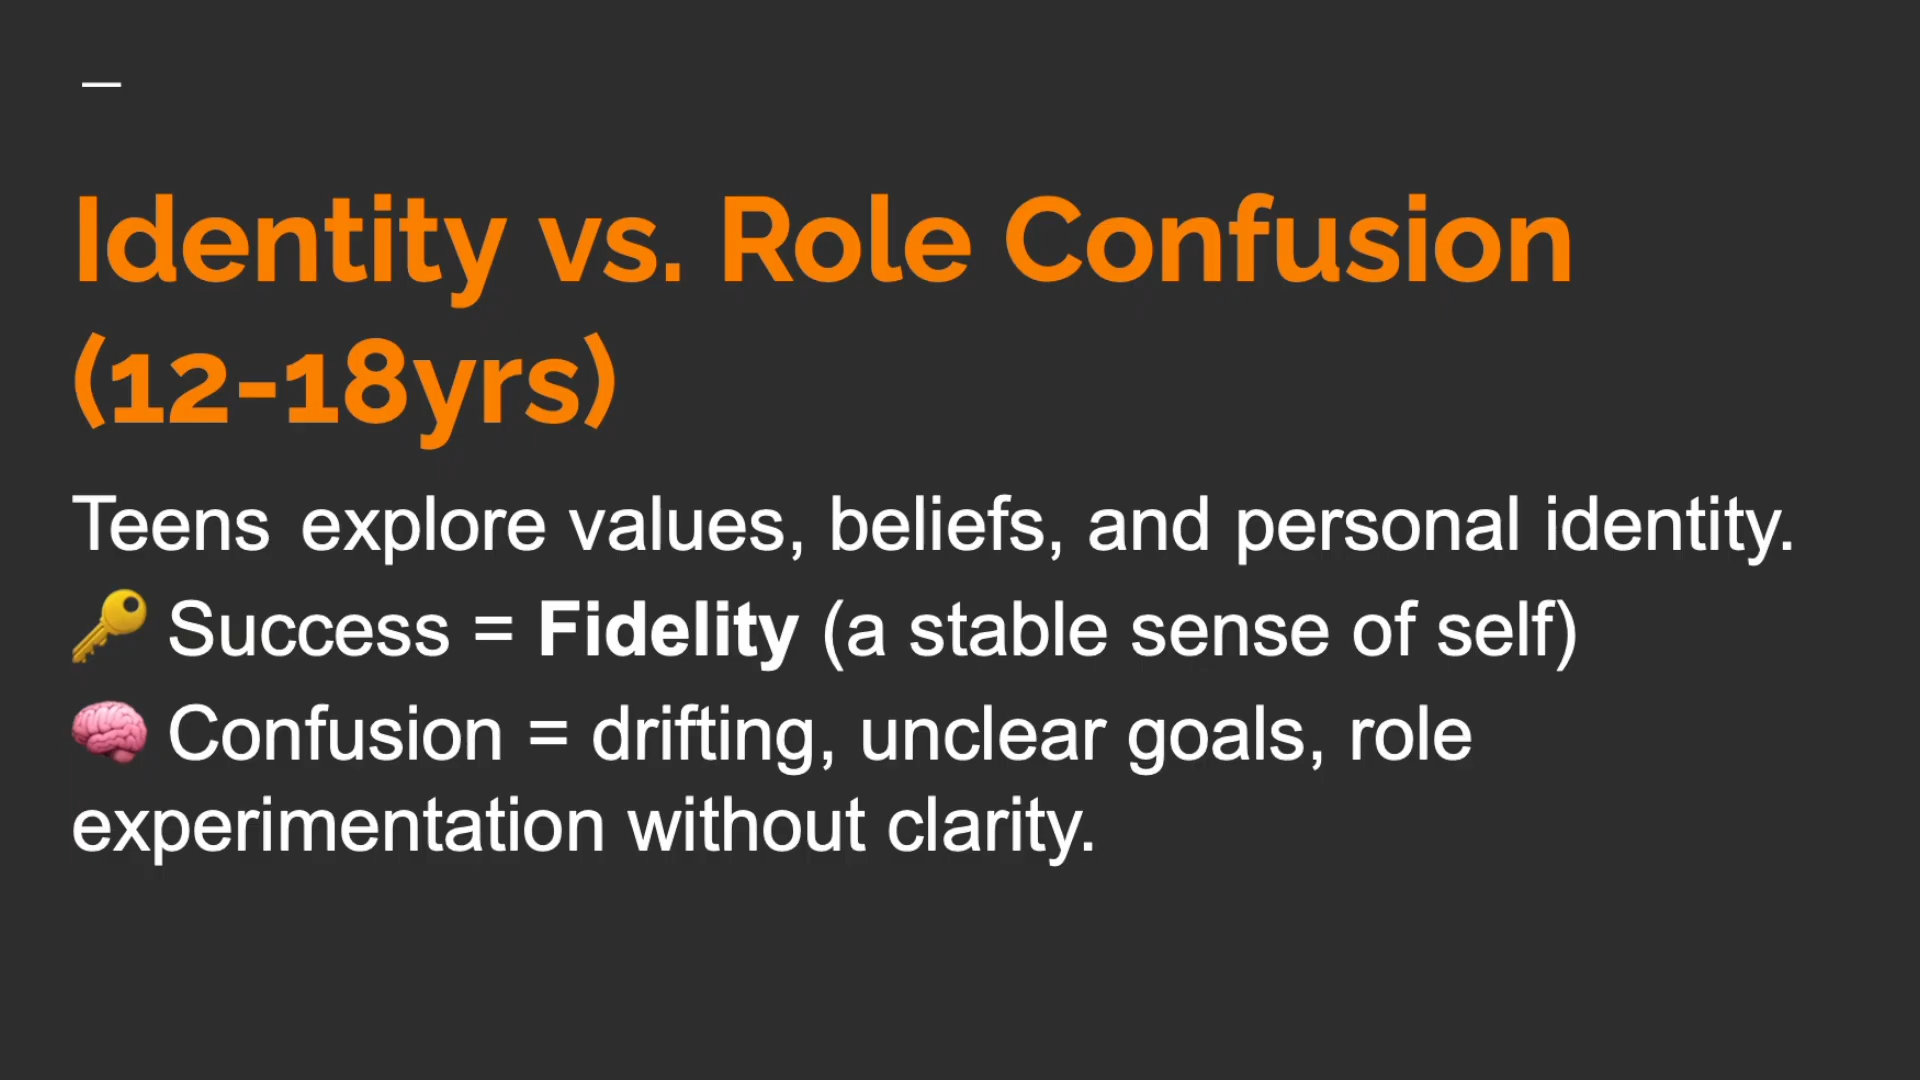 Identity vs. Role Confusion
(12-18yrs)
Teens explore values, beliefs, and personal identity.
🔑 Success = Fidelity (a stable sense of self)
🧠 Confusion = drifting, unclear goals, role
experimentation without clarity.